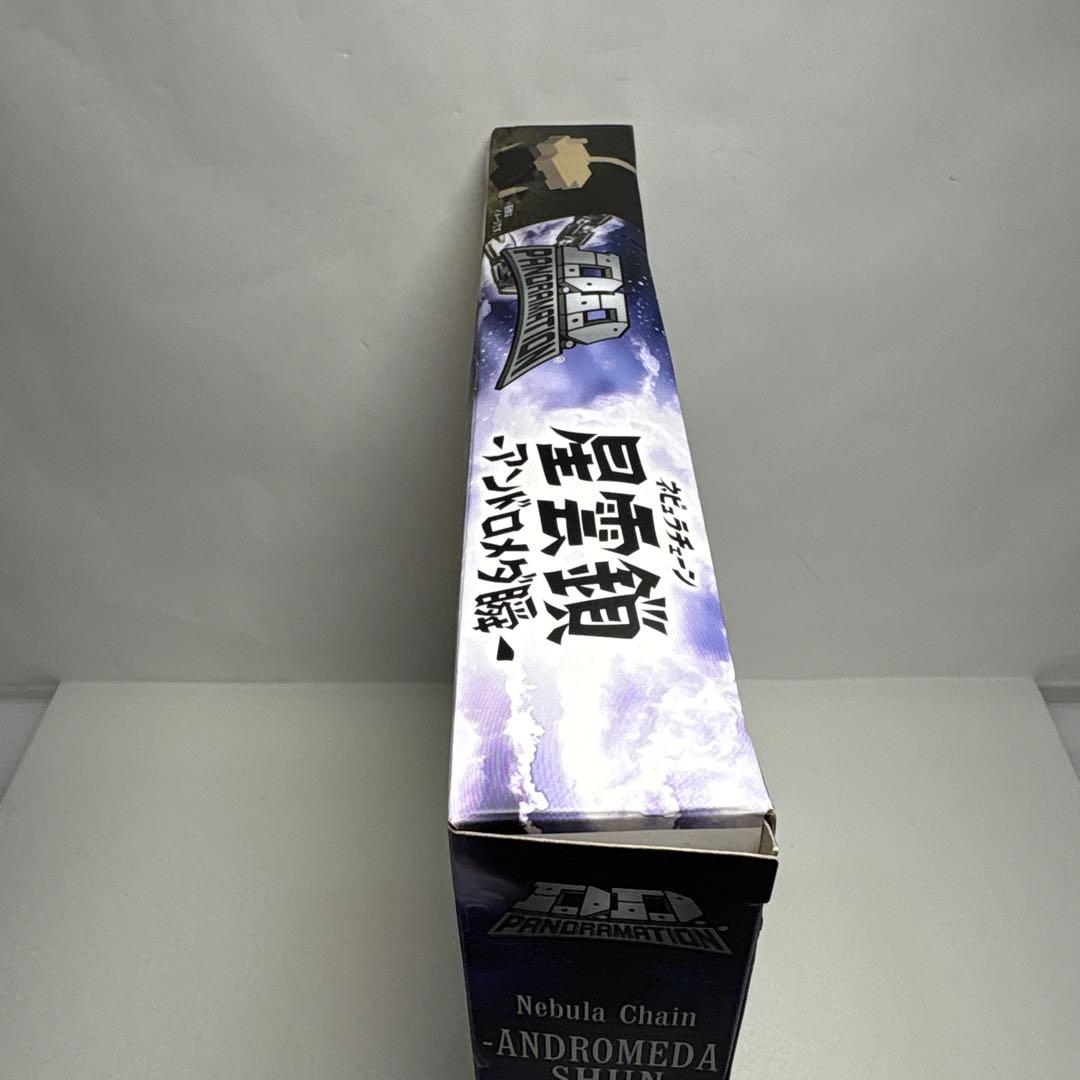 D.D.
PANORAMATION®
ネビュラチェーン
星雲鎖
-アンドロメダ瞬-
D.D.
PANORAMATION
Nebula Chain
-ANDROMEDA
SHUN